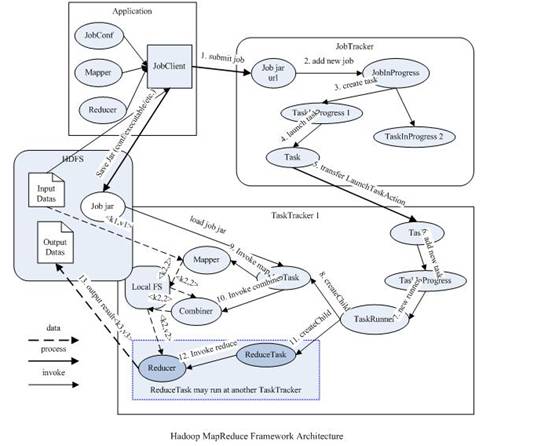 Application
JobConf
Mapper
Reducer
JobClient
1. submit job
JobTracker
Job jar
url
2. add new job
JobInProgress
3. create task
TaskInProgress 1
TaskInProgress 2
4. launch task
Task
5. transfer LaunchTaskAction
Save Jar (conf/executable/etc.)
HDFS
Input
Datas
Output
Datas
Job jar
<k1,v1>
load jar
TaskTracker 1
Task
add new task
TaskInProgress
7. new runner
TaskRunner
8. createChild
Task
9. Invoke map
Mapper
10. Invoke combine
Combiner
<k2,2>
<k2,2>
<k2,2>
Local FS
<k2,v2>
11. createChild
ReduceTask
12. Invoke reduce
Reducer
13. output result<k3,v3>
ReduceTask may run at another TaskTracker
data
process
invoke
Hadoop MapReduce Framework Architecture